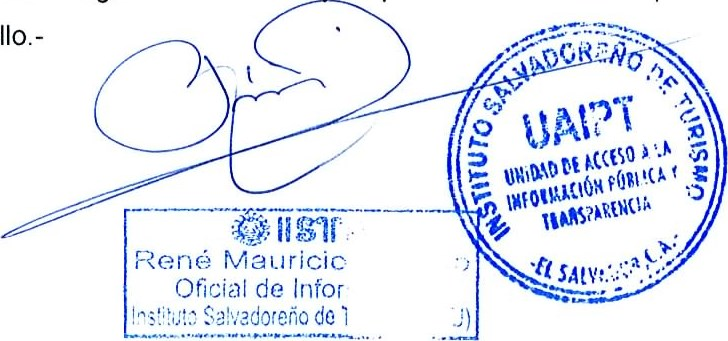 llo.-
INSTITUTO SALVADOREÑO DE TURISMO
UAIPT
UNIDAD DE ACCESO A LA
INFORMACIÓN PÚBLICA Y
TRANSPARENCIA
-EL SALVADOR C.A.-
ISTU
René Mauricio
Oficial de Infor
Instituto Salvadoreño de T U)